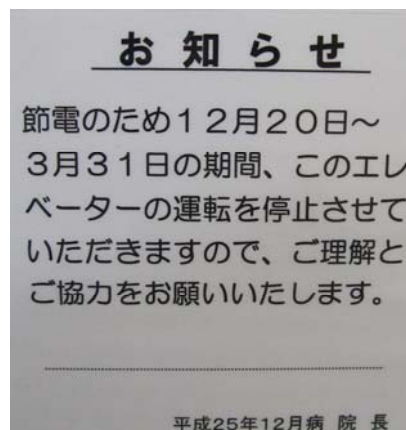 お 知 ら せ
節電のため12月20日～
3月31日の期間、このエレ
ベーターの運転を停止させて
いただきますので、ご理解と
ご協力をお願いいたします。
平成25年12月病 院 長